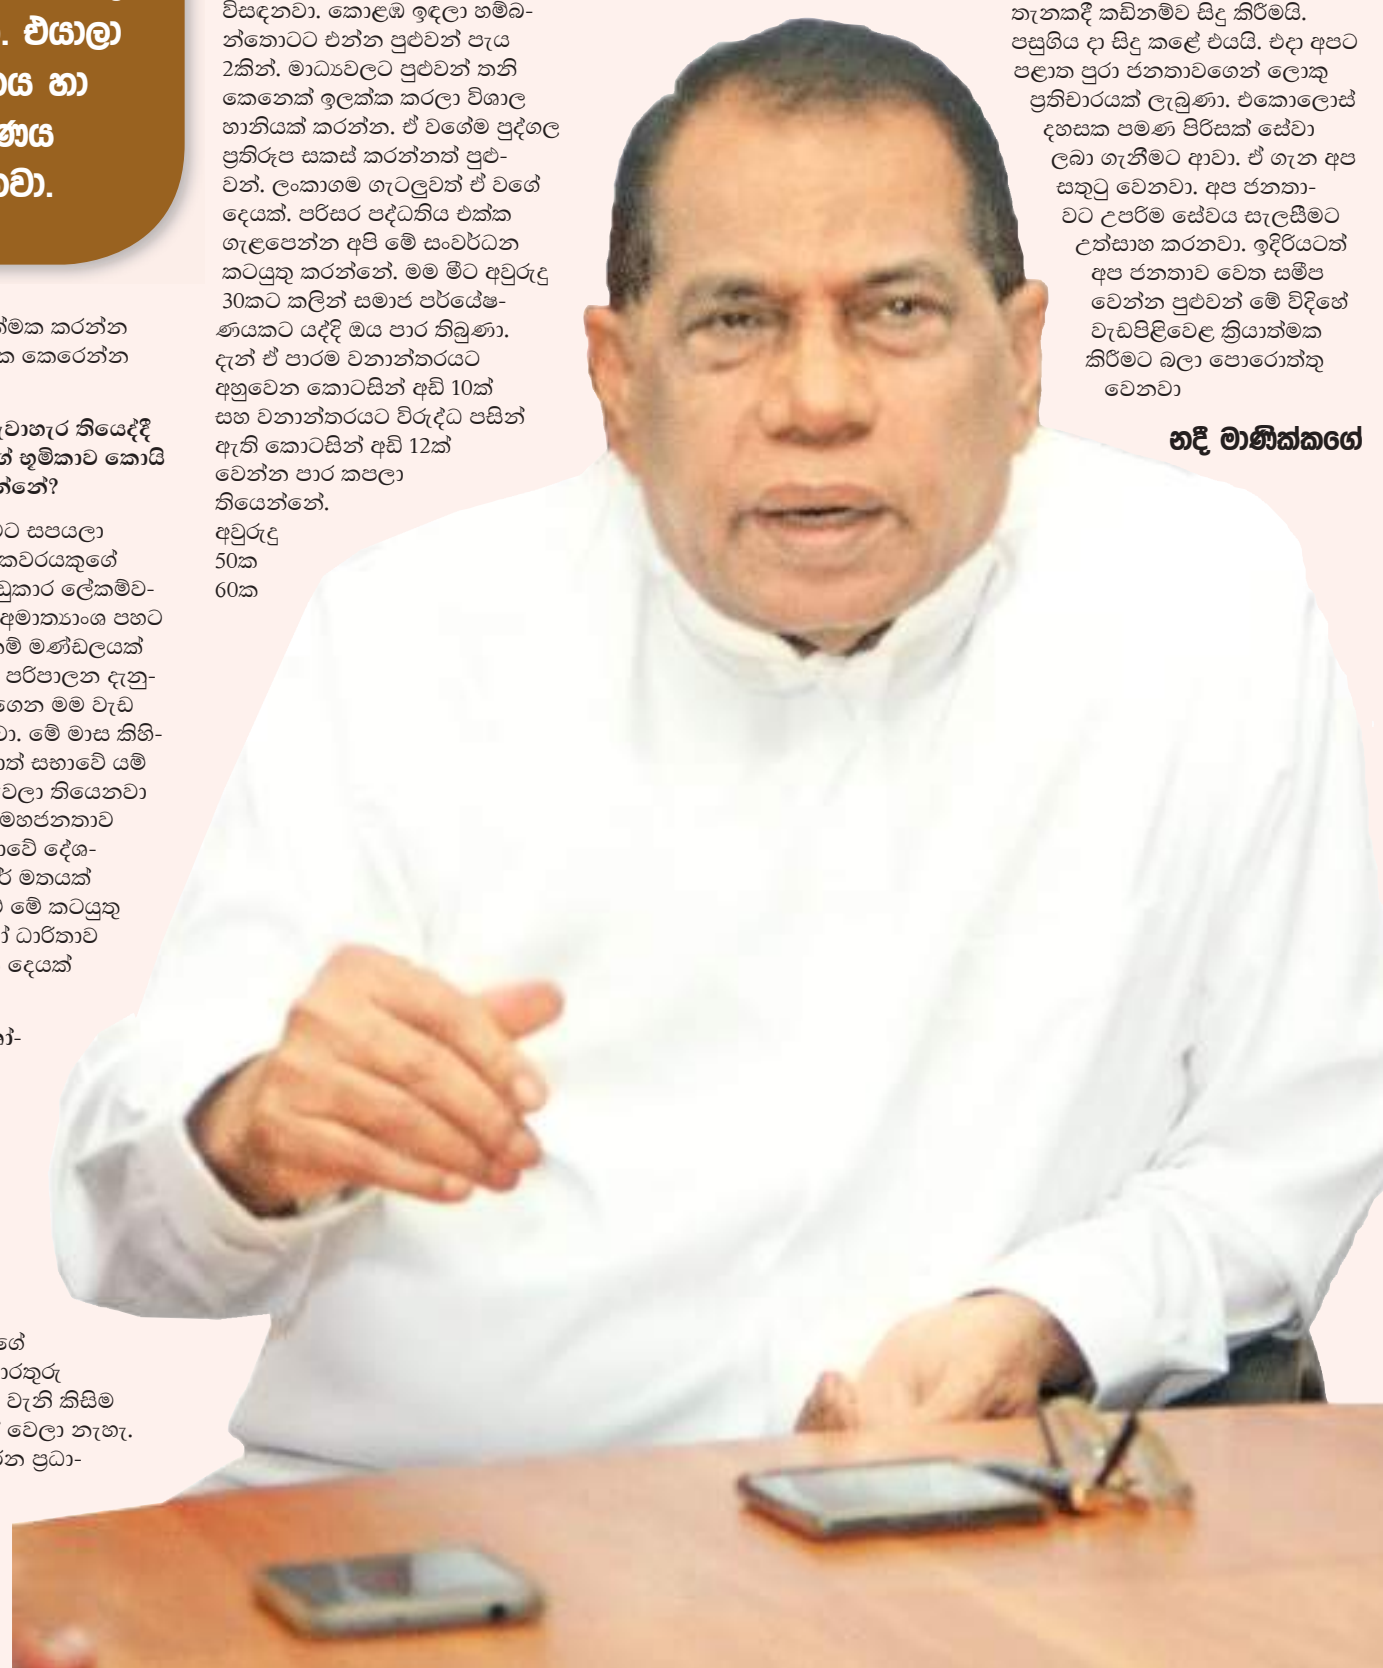 එයාලා
හා
විසඳනවා. කොළඹ ඉඳලා හම්බ-
න්තොටට එන්න පුළුවන් පැය
2කින්. මාධ්‍යවලට පුළුවන් තනි
කෙනෙක් ඉලක්ක කරලා විශාල
හානියක් කරන්න. ඒ වගේම පුද්ගල
ප්‍රතිරූප සකස් කරන්නත් පුළු-
වන්. ලංකාගම ගැටලුවත් ඒ වගේ
දෙයක්. පරිසර පද්ධතිය එක්ක
ගැළපෙන්න අපි මේ සංවර්ධන
කටයුතු කරන්නේ. මම මීට අවුරුදු
30කට කලින් සමාජ පර්යේෂ-
ණයකට යද්දි ඔය පාර තිබුණා.
දැන් ඒ පාරම වනාන්තරයට
අහුවෙන කොටසින් අඩි 10ක්
සහ වනාන්තරයට විරුද්ධ පසින්
ඇති කොටසින් අඩි 12ක්
වෙන්න පාර කපලා
තියෙන්නේ.
අවුරුදු
50ක
60ක
කරන්න
කෙරෙන්න
තියෙද්දී
භූමිකාව කොයි
සපයලා
ලේකම්ව-
අමාත්‍යාංශ පහට
මණ්ඩලයක්
පරිපාලන දැනු-
මම වැඩ
මේ මාස කිහි-
සභාවේ යම්
තියෙනවා
මහජනතාව
දේශ-
මතයක්
මේ කටයුතු
ධාරිතාව
දෙයක්
වැනි කිසිම
වෙලා නැහැ.
ප්‍රධා-
තැනකදී කඩිනම්ව සිදු කිරීමයි.
පසුගිය දා සිදු කළේ එයයි. එදා අපට
පළාත පුරා ජනතාවගෙන් ලොකු
ප්‍රතිචාරයක් ලැබුණා. එකොලොස්
දහසක පමණ පිරිසක් සේවා
ලබා ගැනීමට ආවා. ඒ ගැන අප
සතුටු වෙනවා. අප ජනතා-
වට උපරිම සේවය සැලසීමට
උත්සාහ කරනවා. ඉදිරියටත්
අප ජනතාව වෙත සමීප
වෙන්න පුළුවන් මේ විදිහේ
වැඩපිළිවෙළ ක්‍රියාත්මක
කිරීමට බලා පොරොත්තු
වෙනවා
නදී මාණික්කගේ